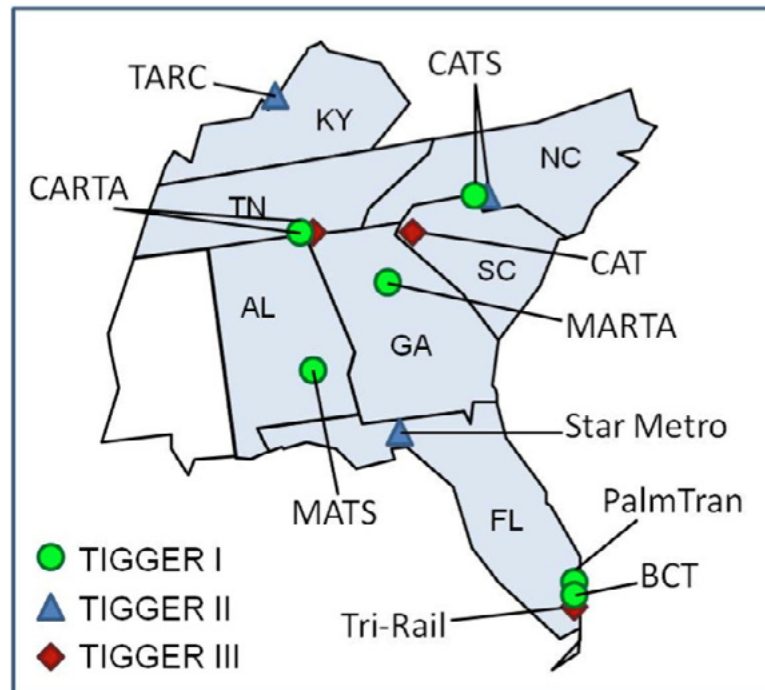 TARC
CATS
KY
NC
CARTA
TN
CAT
SC
AL
MARTA
GA
Star Metro
MATS
PalmTran
FL
BCT
Tri-Rail
TIGGER I
TIGGER II
TIGGER III